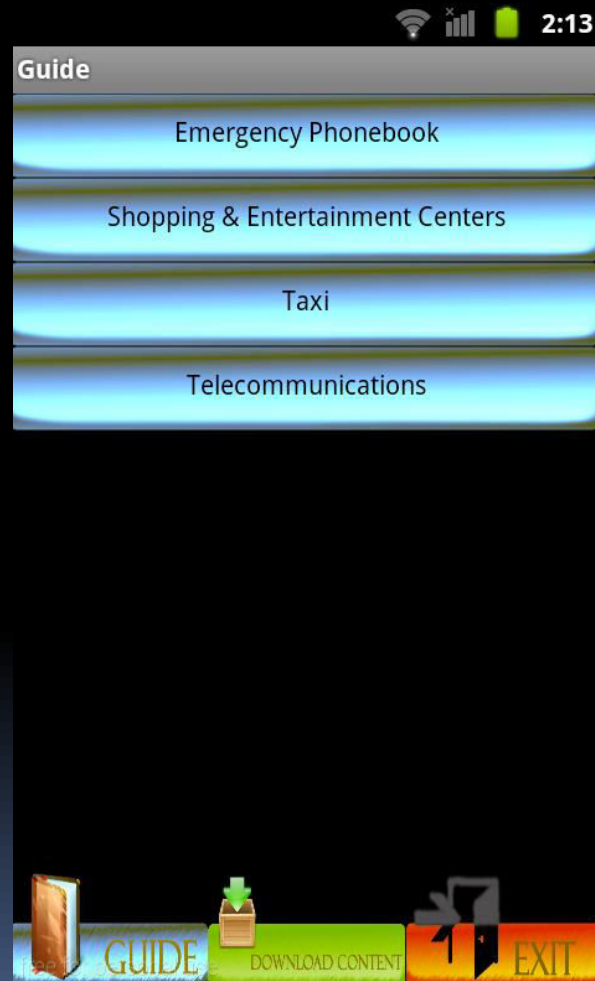 2:13
Guide
Emergency Phonebook
Shopping & Entertainment Centers
Taxi
Telecommunications
GUIDE
DOWNLOAD CONTENT
EXIT